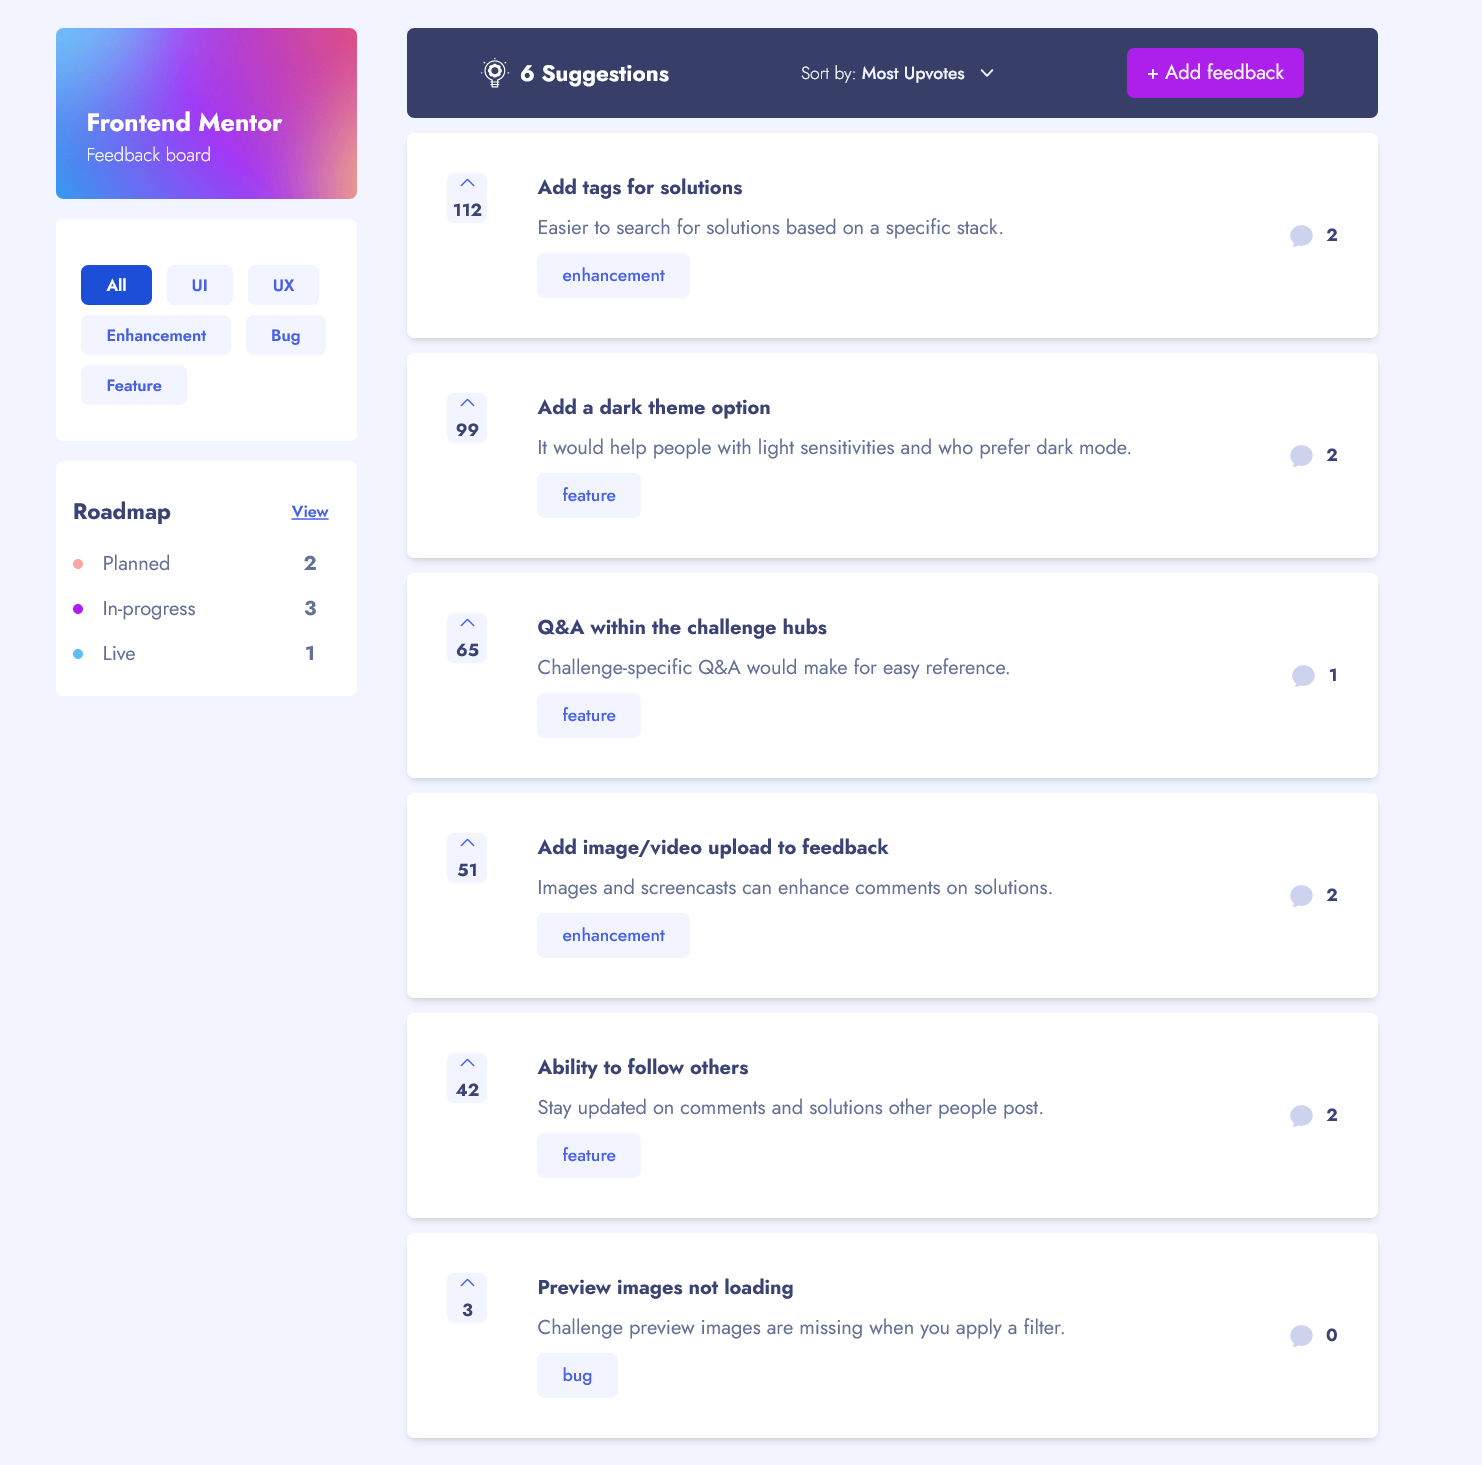 Frontend Mentor
Feedback board
All
UI
UX
Enhancement
Bug
Feature
Roadmap
View
Planned
2
In-progress
3
Live
1
6 Suggestions
Sort by: Most Upvotes
+ Add feedback
112
Add tags for solutions
Easier to search for solutions based on a specific stack.
enhancement
2
99
Add a dark theme option
It would help people with light sensitivities and who prefer dark mode.
feature
2
65
Q&A within the challenge hubs
Challenge-specific Q&A would make for easy reference.
feature
1
51
Add image/video upload to feedback
Images and screencasts can enhance comments on solutions.
enhancement
2
42
Ability to follow others
Stay updated on comments and solutions other people post.
feature
2
3
Preview images not loading
Challenge preview images are missing when you apply a filter.
bug
0